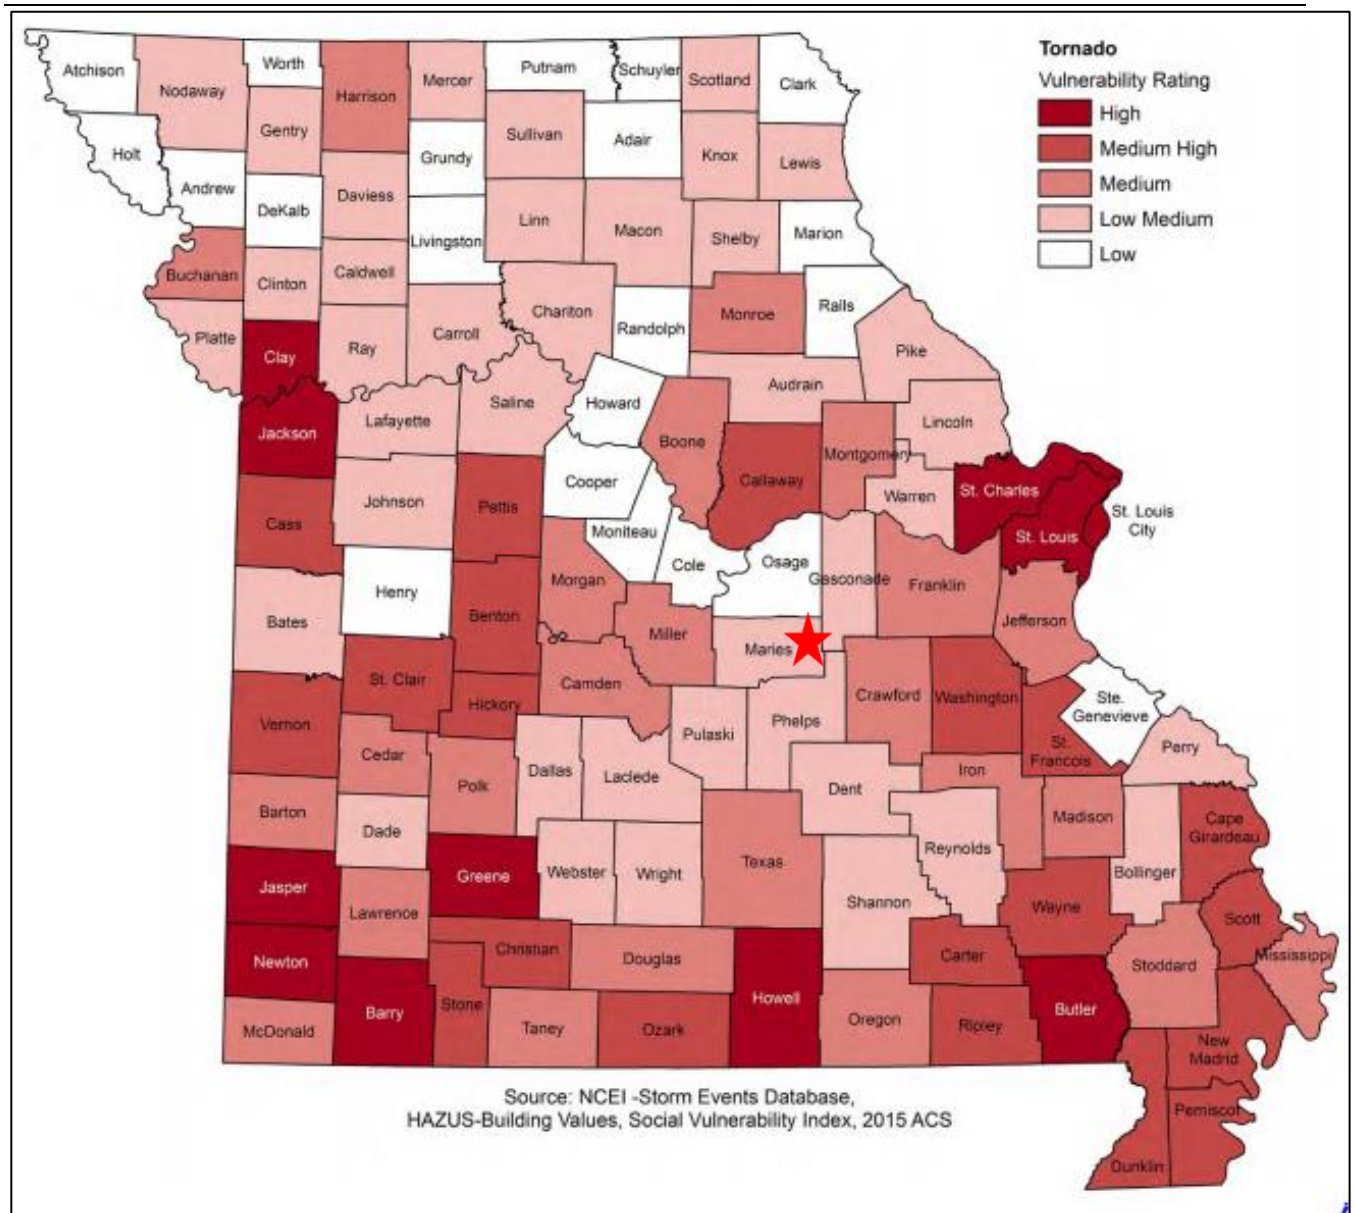 Tornado
Vulnerability Rating
High
Medium High
Medium
Low Medium
Low
Atchison
Nodaway
Worth
Harrison
Mercer
Putnam
Schuyler
Scotland
Clark
Holt
Andrew
Gentry
DeKalb
Daviess
Grundy
Sullivan
Adair
Knox
Lewis
Buchanan
Clinton
Caldwell
Livingston
Linn
Macon
Shelby
Marion
Platte
Clay
Ray
Carroll
Chariton
Randolph
Monroe
Ralls
Pike
Jackson
Lafayette
Saline
Howard
Boone
Audrain
Callaway
Montgomery
Lincoln
Warren
St. Charles
St. Louis
St. Louis
City
Cass
Johnson
Pettis
Cooper
Moniteau
Cole
Osage
Gasconade
Franklin
Jefferson
Bates
Henry
Benton
Morgan
Miller
Maries
St. Clair
Hickory
Camden
Pulaski
Phelps
Crawford
Washington
Ste.
Genevieve
St.
Francois
Perry
Vernon
Cedar
Polk
Dallas
Laclede
Dent
Iron
Madison
Bollinger
Cape
Girardeau
Barton
Dade
Greene
Webster
Wright
Texas
Shannon
Reynolds
Wayne
Scott
Mississippi
Jasper
Lawrence
Christian
Douglas
Howell
Carter
Stoddard
Newton
Barry
Stone
Taney
Ozark
Oregon
Ripley
Butler
McDonald
New
Madrid
Pemiscot
Dunklin
Source: NCEI -Storm Events Database,
HAZUS-Building Values, Social Vulnerability Index, 2015 ACS